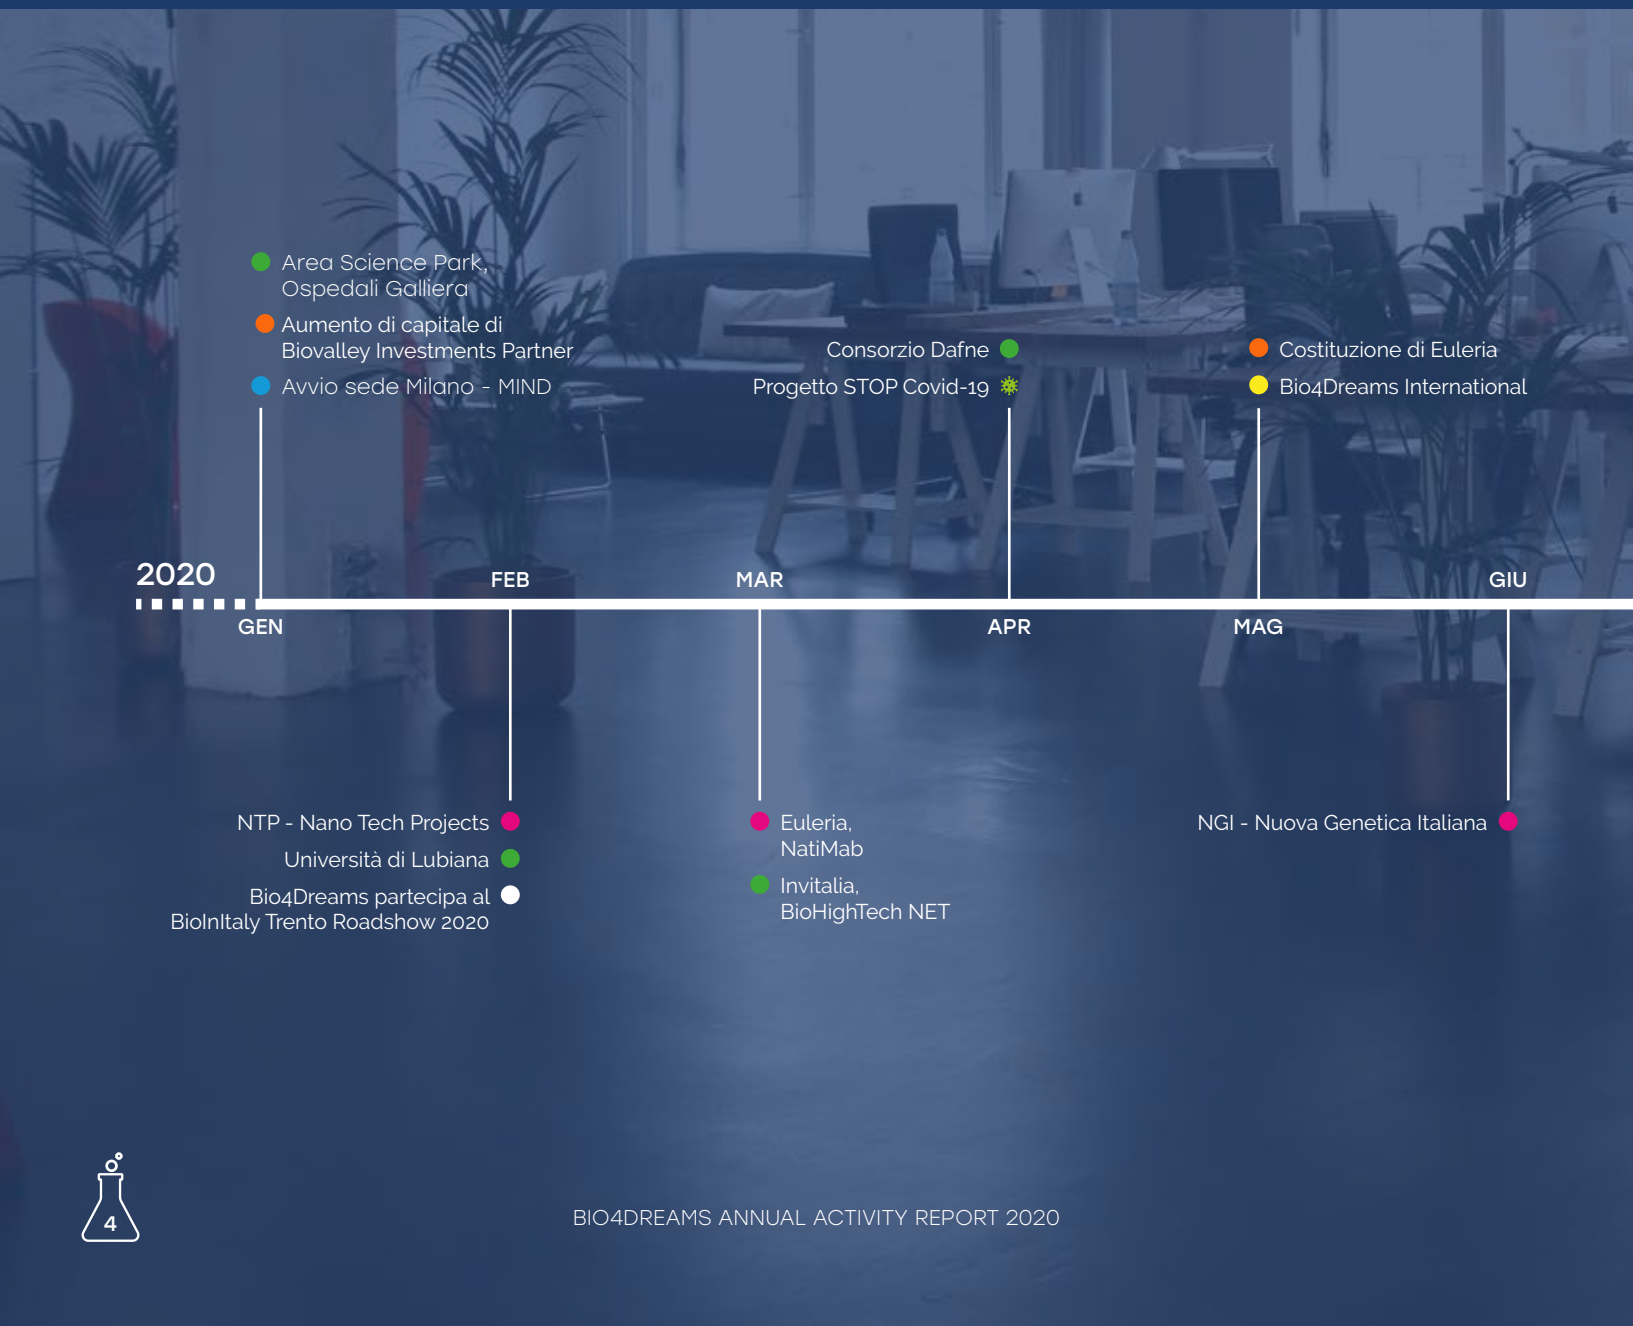 Area Science Park,
Ospedali Galliera
Aumento di capitale di
Biovalley Investments Partner
Avvio sede Milano - MIND
Consorzio Dafne
Progetto STOP Covid-19
Costituzione di Euleria
Bio4Dreams International
2020
FEB
MAR
GIU
GEN
APR
MAG
NTP - Nano Tech Projects
Università di Lubiana
Bio4Dreams partecipa al
BioInItaly Trento Roadshow 2020
Euleria,
NatiMab
Invitalia,
BioHighTech NET
NGI - Nuova Genetica Italiana
4
BIO4DREAMS ANNUAL ACTIVITY REPORT 2020